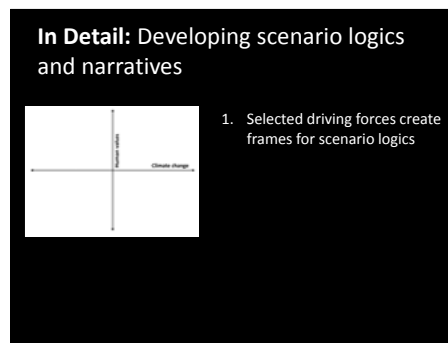 In Detail: Developing scenario logics
and narratives
Human values
Climate change
1. Selected driving forces create
frames for scenario logics